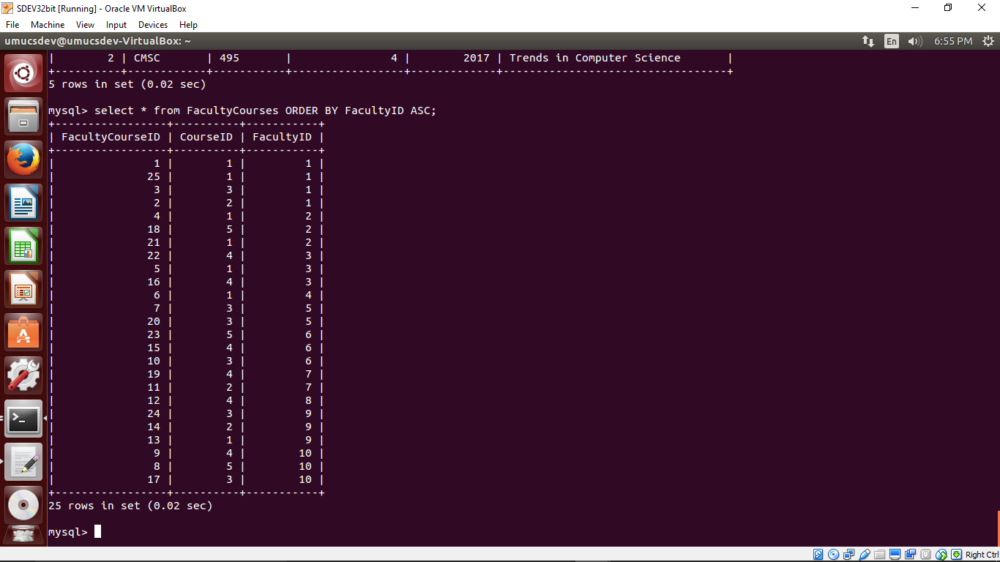 SDEV32bit [Running] - Oracle VM VirtualBox
File Machine View Input Devices Help
umucsdev@umucsdev-VirtualBox: ~ En 6:55 PM
| 2 | CMSC | 495 | 4 | 2017 | Trends in Computer Science |
+----------+------------+-----------+-----------------+-------------+----------------------------------+
5 rows in set (0.02 sec)
mysql> select * from FacultyCourses ORDER BY FacultyID ASC;
+-----------------+----------+-----------+
| FacultyCourseID | CourseID | FacultyID |
+-----------------+----------+-----------+
| 1 | 1 | 1 |
| 25 | 1 | 1 |
| 3 | 3 | 1 |
| 2 | 2 | 1 |
| 4 | 1 | 2 |
| 18 | 5 | 2 |
| 21 | 1 | 2 |
| 22 | 4 | 3 |
| 5 | 1 | 3 |
| 16 | 4 | 3 |
| 6 | 1 | 4 |
| 7 | 3 | 5 |
| 20 | 3 | 5 |
| 23 | 5 | 6 |
| 15 | 4 | 6 |
| 10 | 3 | 6 |
| 19 | 4 | 7 |
| 11 | 2 | 7 |
| 12 | 4 | 8 |
| 24 | 3 | 9 |
| 14 | 2 | 9 |
| 13 | 1 | 9 |
| 9 | 4 | 10 |
| 8 | 5 | 10 |
| 17 | 3 | 10 |
+-----------------+----------+-----------+
25 rows in set (0.02 sec)
mysql>
Right Ctrl